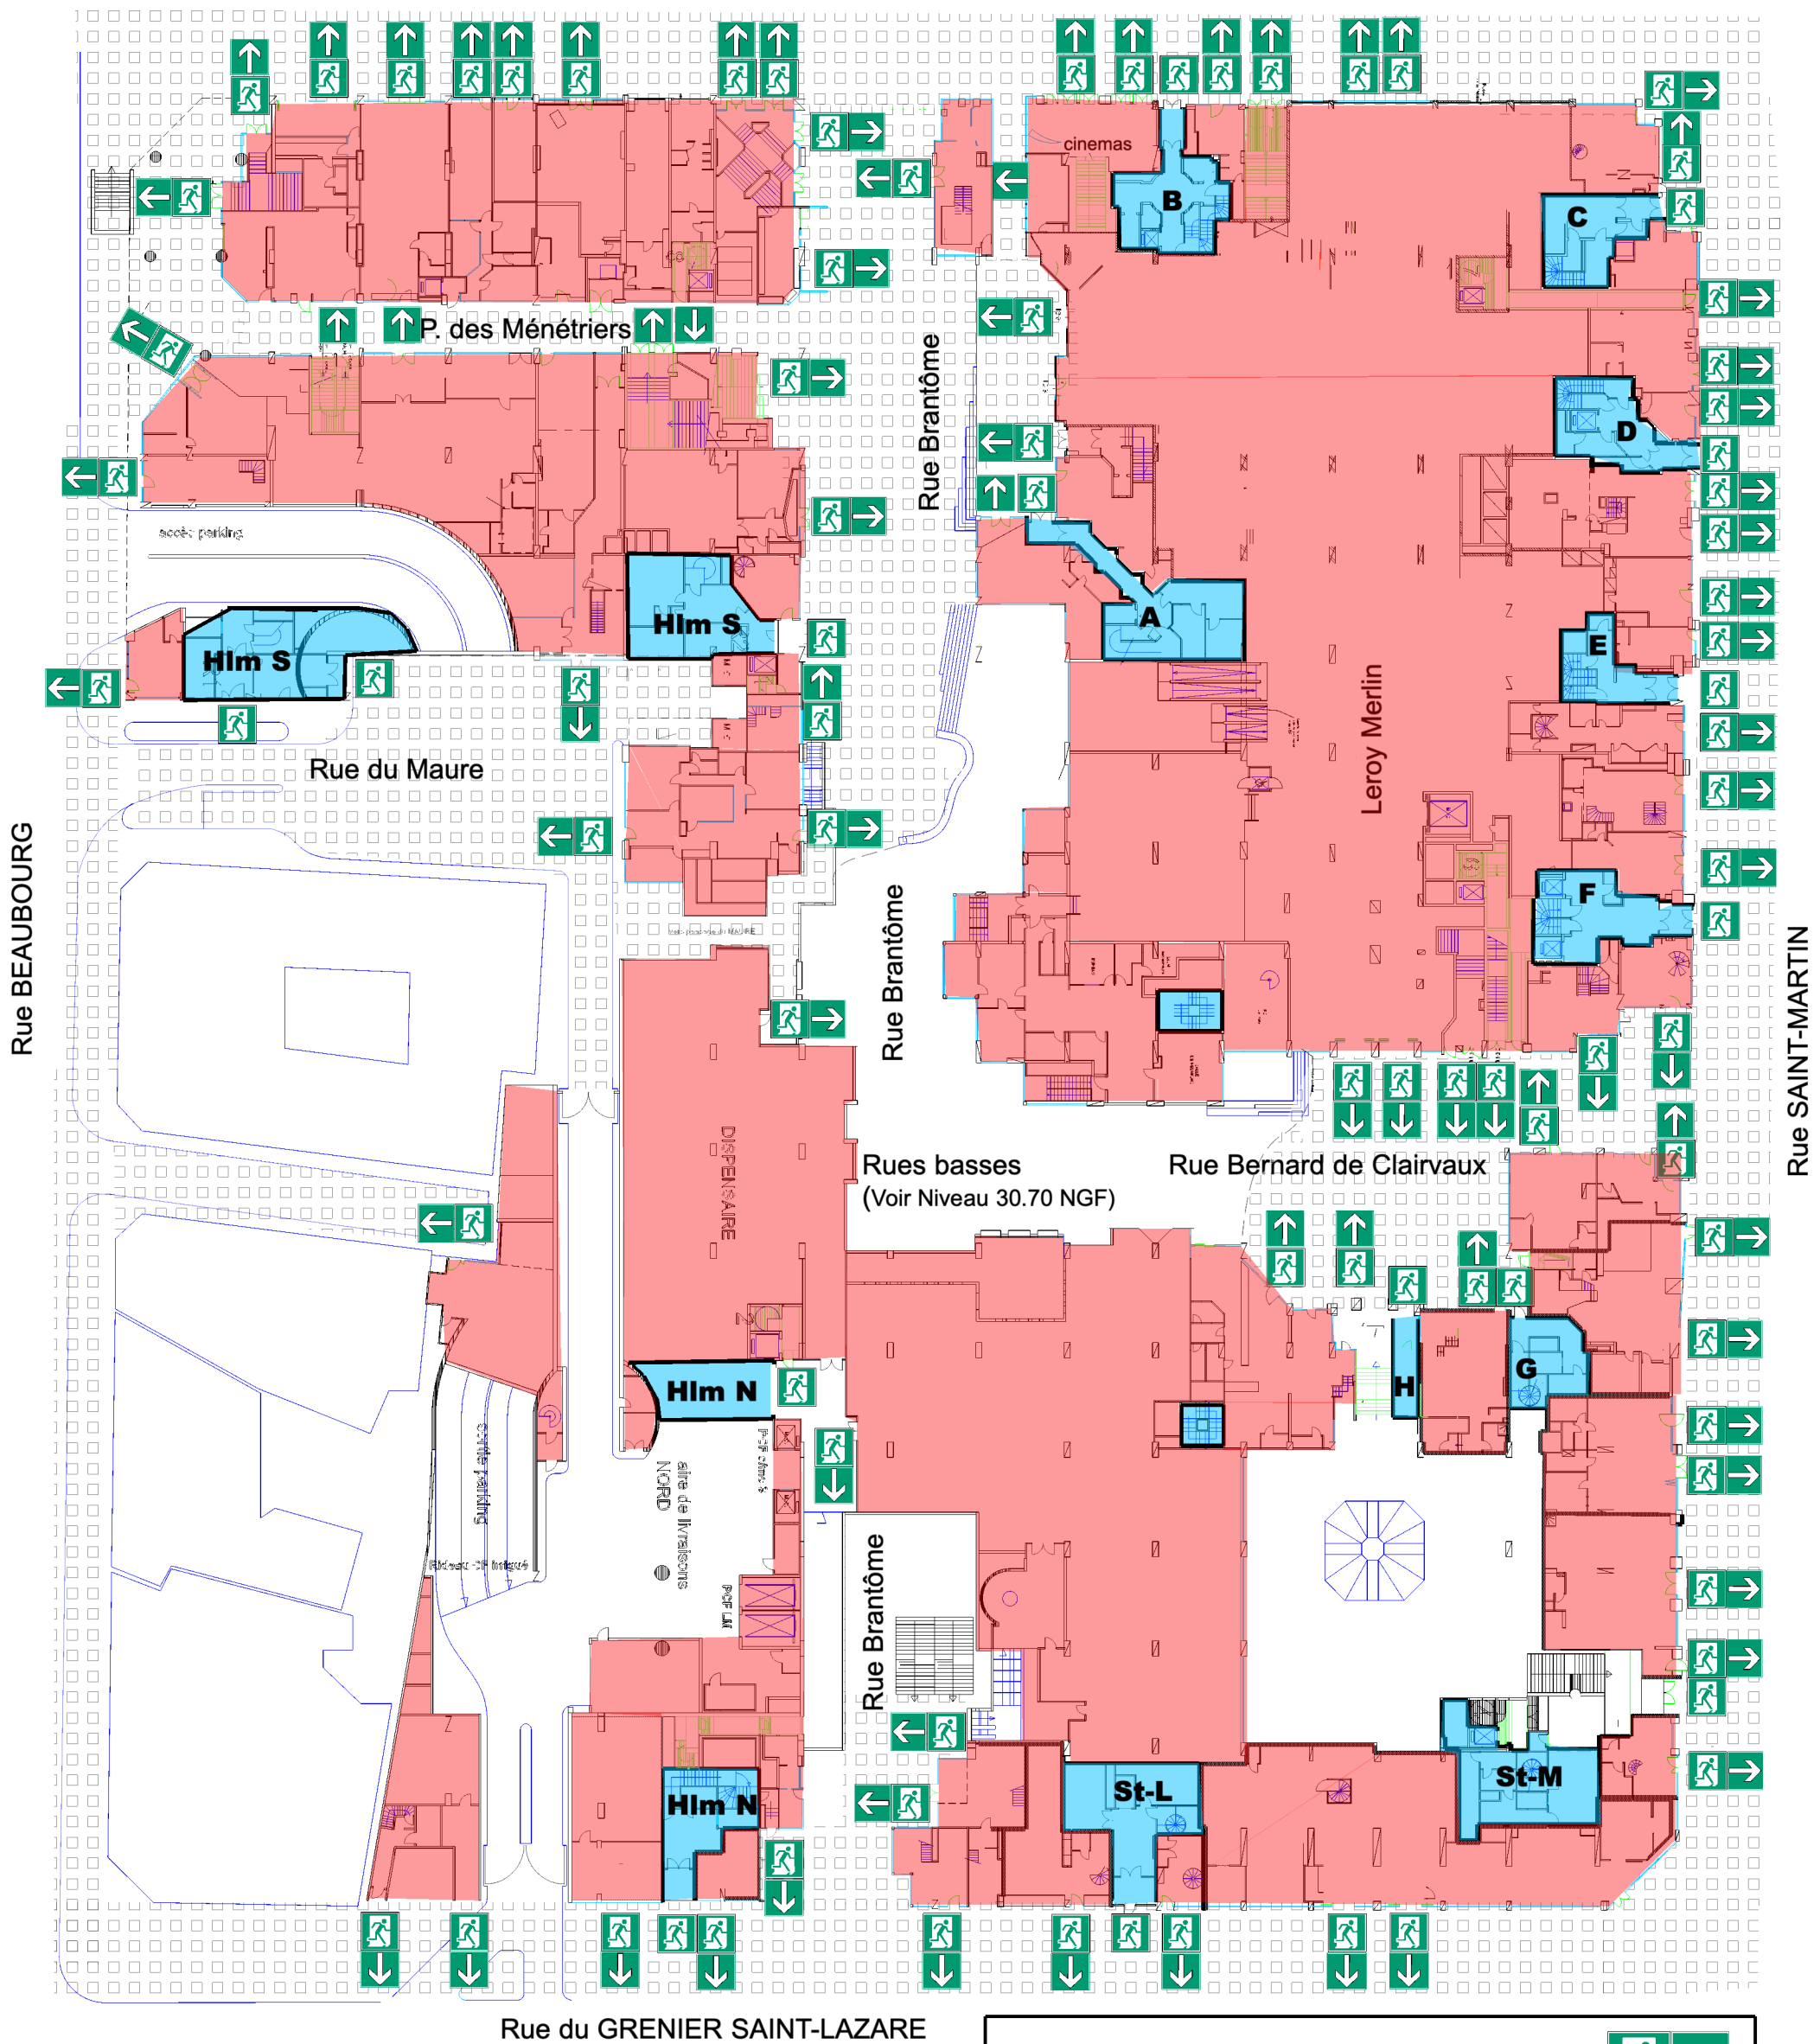 cinemas
B
C
P. des Ménétriers
Rue Brantôme
D
accès parking
A
Hlm S
Hlm S
E
Leroy Merlin
Rue du Maure
Rue BEAUBOURG
F
Rue Brantôme
Rue SAINT-MARTIN
DISPENSAIRE
Rues basses
(Voir Niveau 30.70 NGF)
Rue Bernard de Clairvaux
Hlm N
H
G
sortie parking
aire de livraisons
NORD
Rue Brantôme
Hlm N
St-L
St-M
Rue du GRENIER SAINT-LAZARE